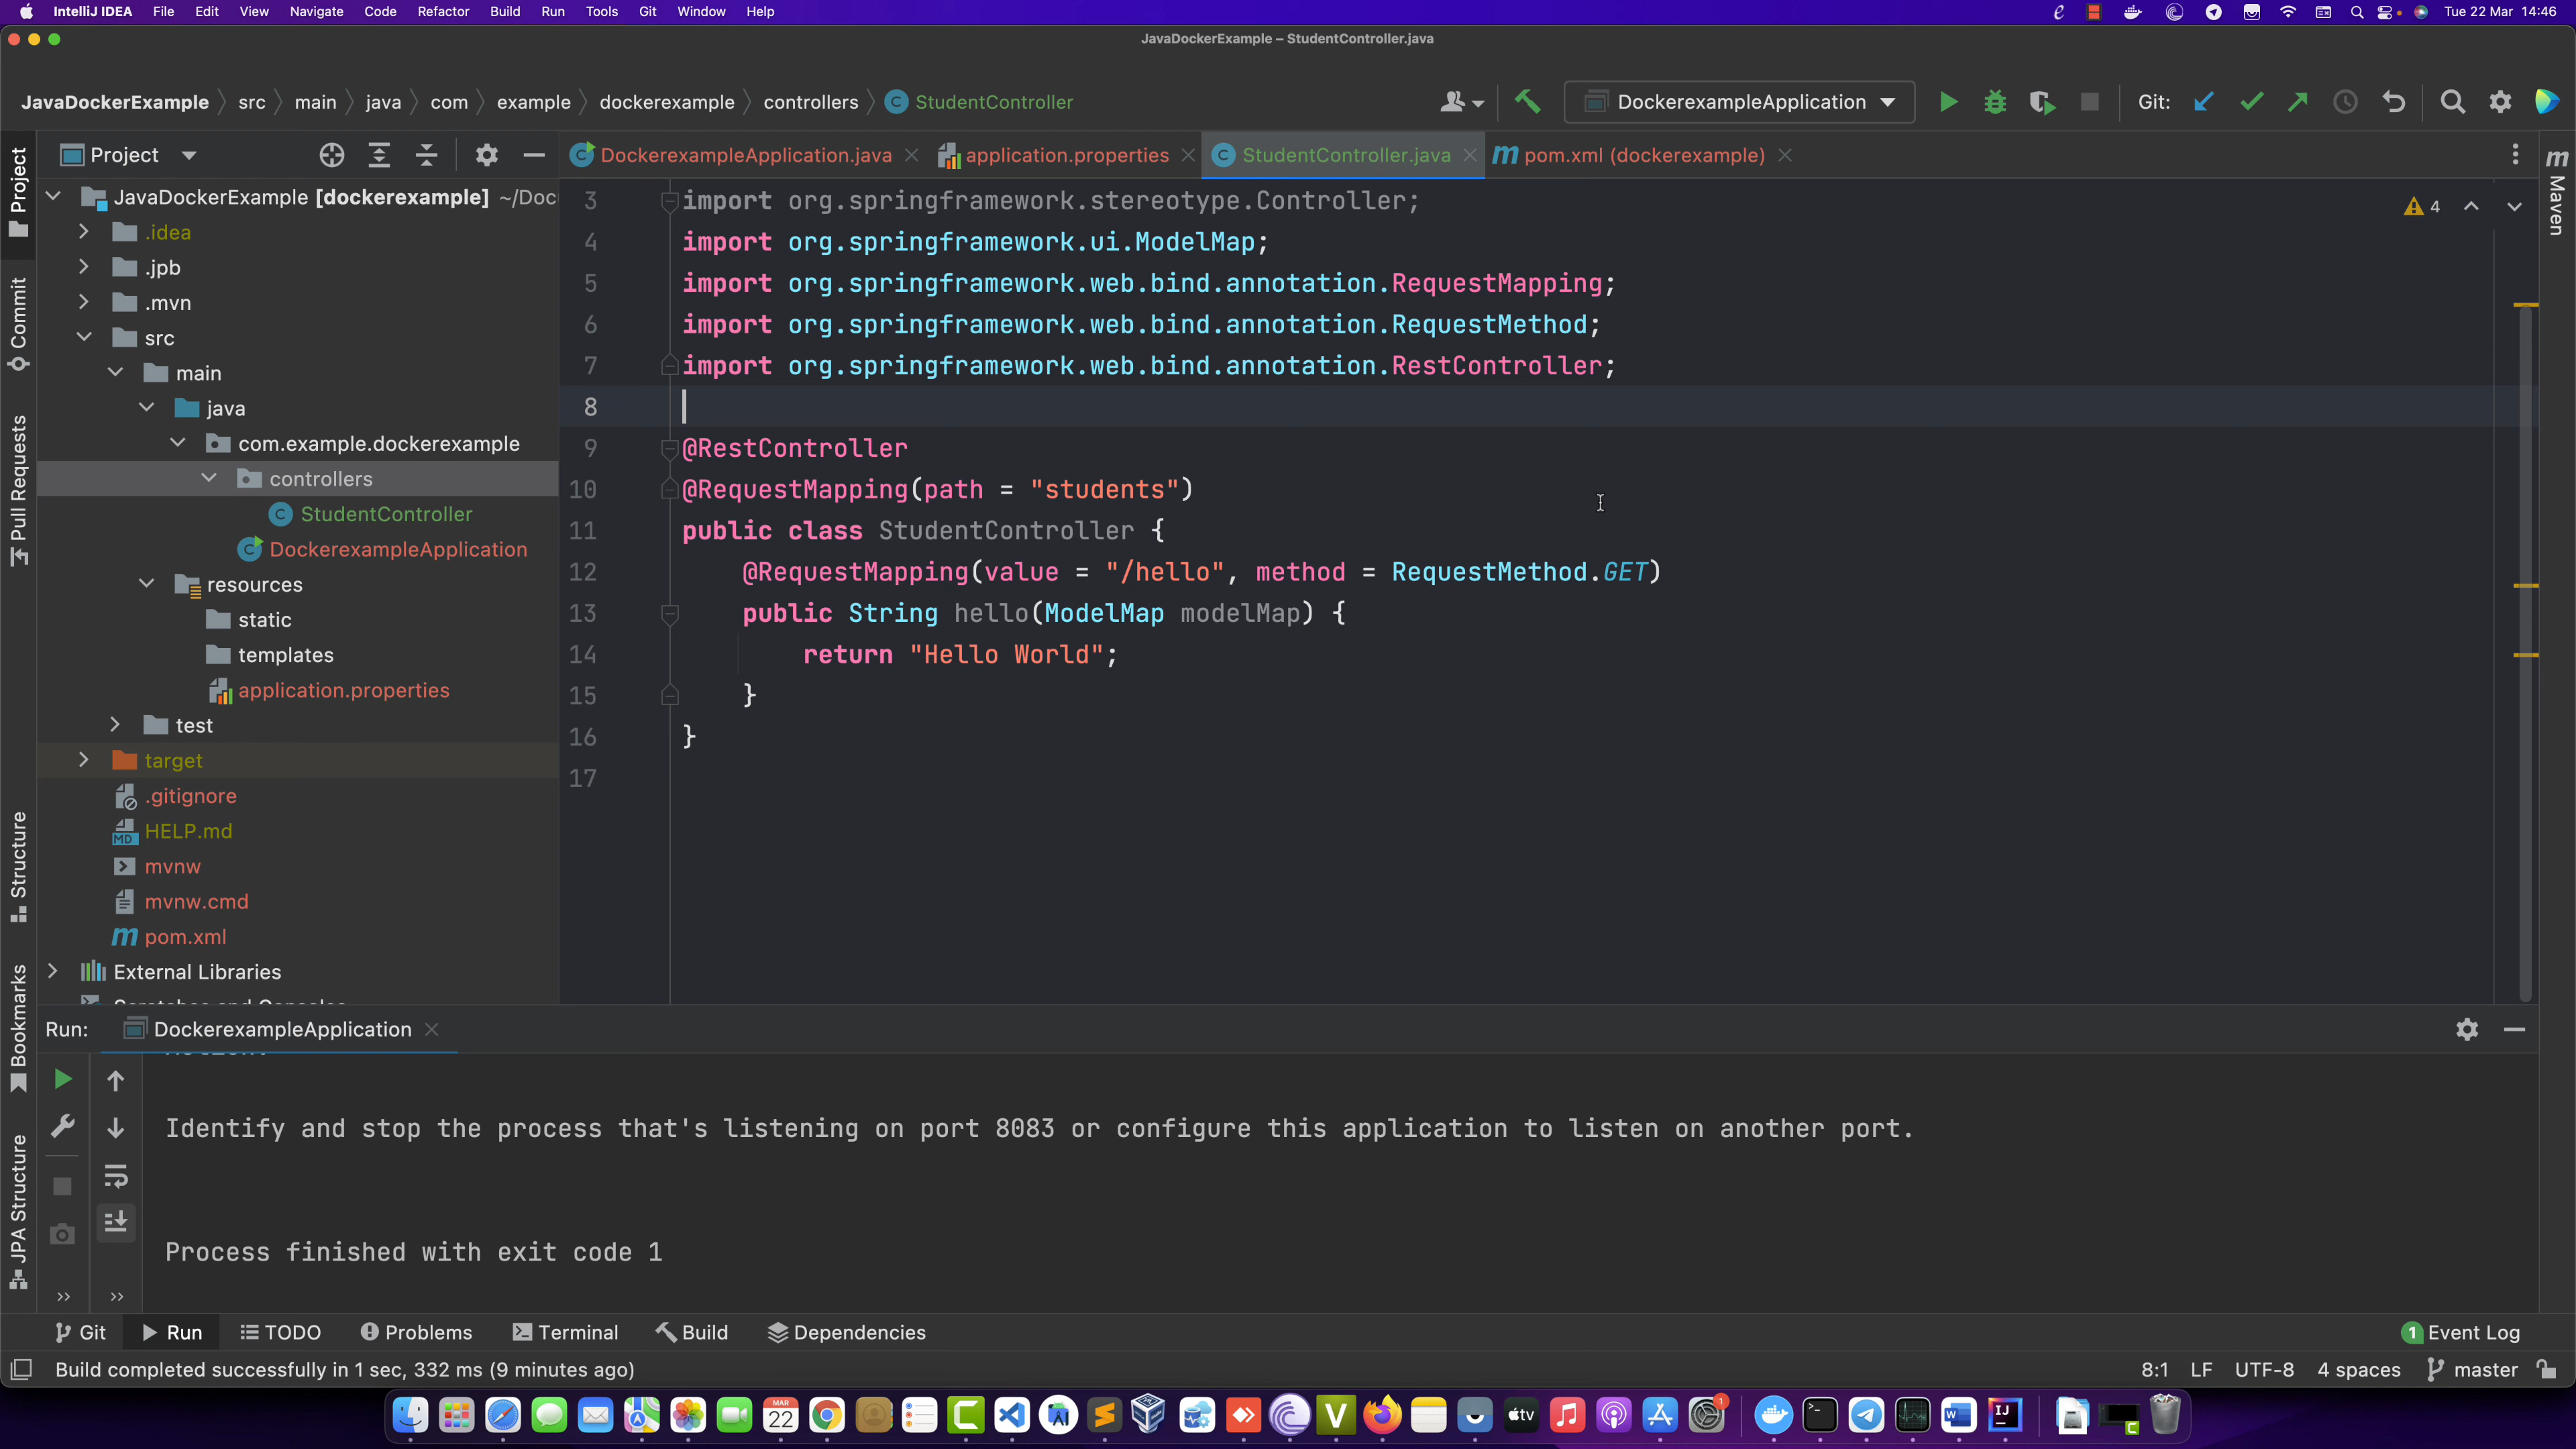 IntelliJ IDEA File Edit View Navigate Code Refactor Build Run Tools Git Window Help Tue 22 Mar 14:46
JavaDockerExample – StudentController.java
JavaDockerExample src main java com example dockerexample controllers StudentController DockerexampleApplication Git:
Project
Commit
Pull Requests
Structure
Bookmarks
JPA Structure
Project
JavaDockerExample [dockerexample] ~/Doc
.idea
.jpb
.mvn
src
main
java
com.example.dockerexample
controllers
StudentController
DockerexampleApplication
resources
static
templates
application.properties
test
target
.gitignore
HELP.md
mvnw
mvnw.cmd
pom.xml
External Libraries
Scratches and Consoles
DockerexampleApplication.java application.properties StudentController.java pom.xml (dockerexample)
Maven
4
3 import org.springframework.stereotype.Controller;
4 import org.springframework.ui.ModelMap;
5 import org.springframework.web.bind.annotation.RequestMapping;
6 import org.springframework.web.bind.annotation.RequestMethod;
7 import org.springframework.web.bind.annotation.RestController;
8
9 @RestController
10 @RequestMapping(path = "students")
11 public class StudentController {
12 @RequestMapping(value = "/hello", method = RequestMethod.GET)
13 public String hello(ModelMap modelMap) {
14 return "Hello World";
15 }
16 }
17
Run: DockerexampleApplication
Identify and stop the process that's listening on port 8083 or configure this application to listen on another port.
Process finished with exit code 1
Git Run TODO Problems Terminal Build Dependencies 1 Event Log
Build completed successfully in 1 sec, 332 ms (9 minutes ago) 8:1 LF UTF-8 4 spaces master
MAR
22
tv
1